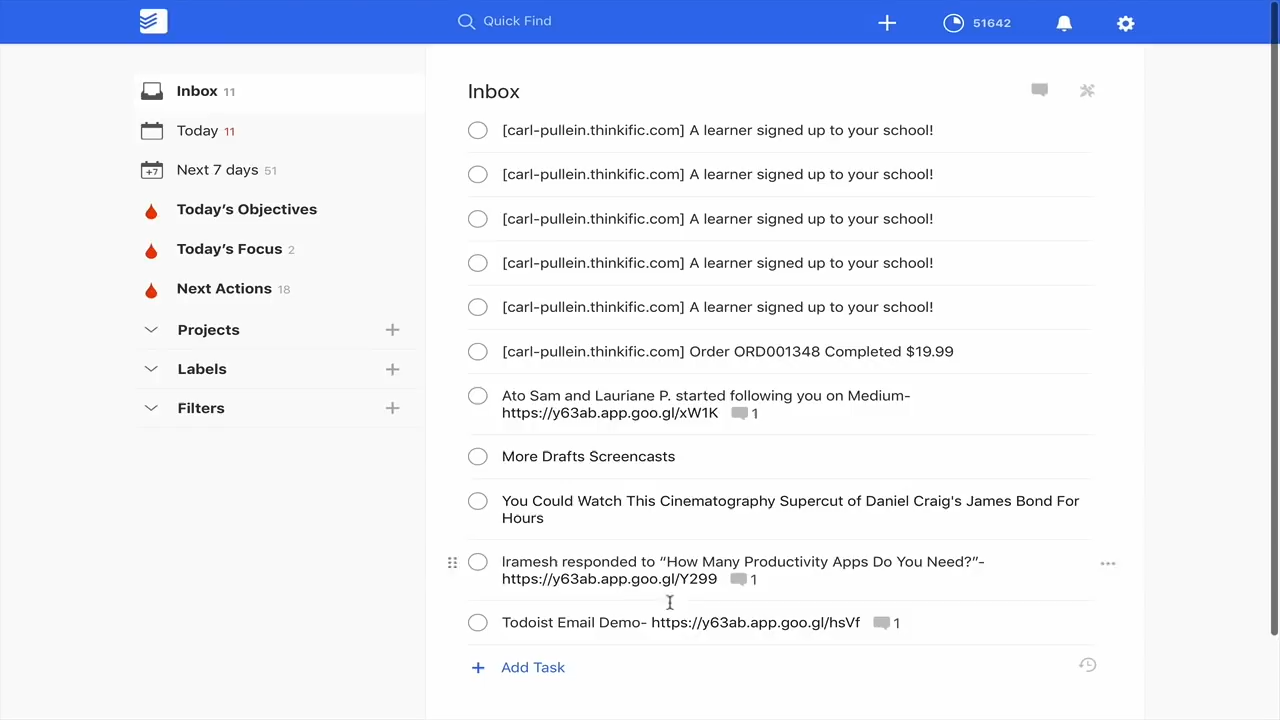 Quick Find
51642
Inbox 11
Today 11
+7 Next 7 days 51
Today’s Objectives
Today’s Focus 2
Next Actions 18
Projects
Labels
Filters
Inbox
[carl-pullein.thinkific.com] A learner signed up to your school!
[carl-pullein.thinkific.com] A learner signed up to your school!
[carl-pullein.thinkific.com] A learner signed up to your school!
[carl-pullein.thinkific.com] A learner signed up to your school!
[carl-pullein.thinkific.com] A learner signed up to your school!
[carl-pullein.thinkific.com] Order ORD001348 Completed $19.99
Ato Sam and Lauriane P. started following you on Medium-
https://y63ab.app.goo.gl/xW1K 1
More Drafts Screencasts
You Could Watch This Cinematography Supercut of Daniel Craig's James Bond For
Hours
lramesh responded to “How Many Productivity Apps Do You Need?”-
https://y63ab.app.goo.gl/Y299 1
Todoist Email Demo- https://y63ab.app.goo.gl/hsVf 1
+ Add Task